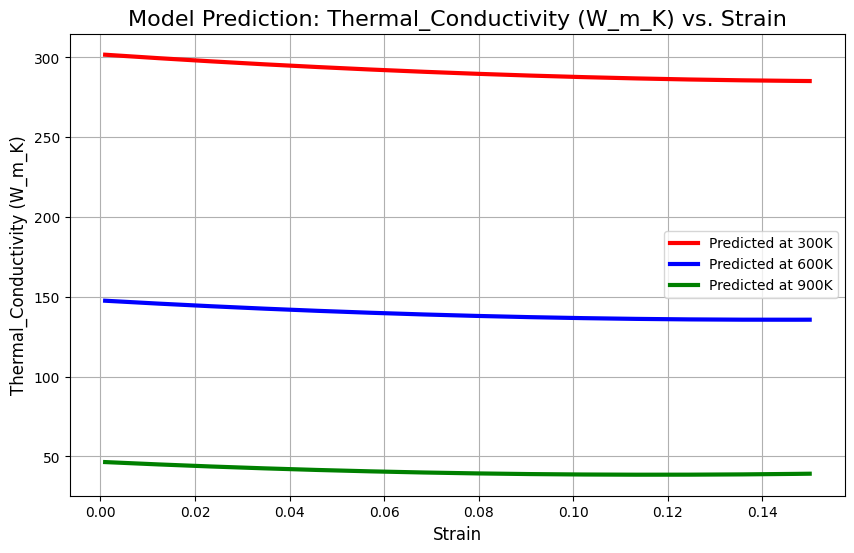 Model Prediction: Thermal_Conductivity (W_m_K) vs. Strain
Thermal_Conductivity (W_m_K)
300
250
200
150
100
50
Predicted at 300K
Predicted at 600K
Predicted at 900K
0.00 0.02 0.04 0.06 0.08 0.10 0.12 0.14
Strain